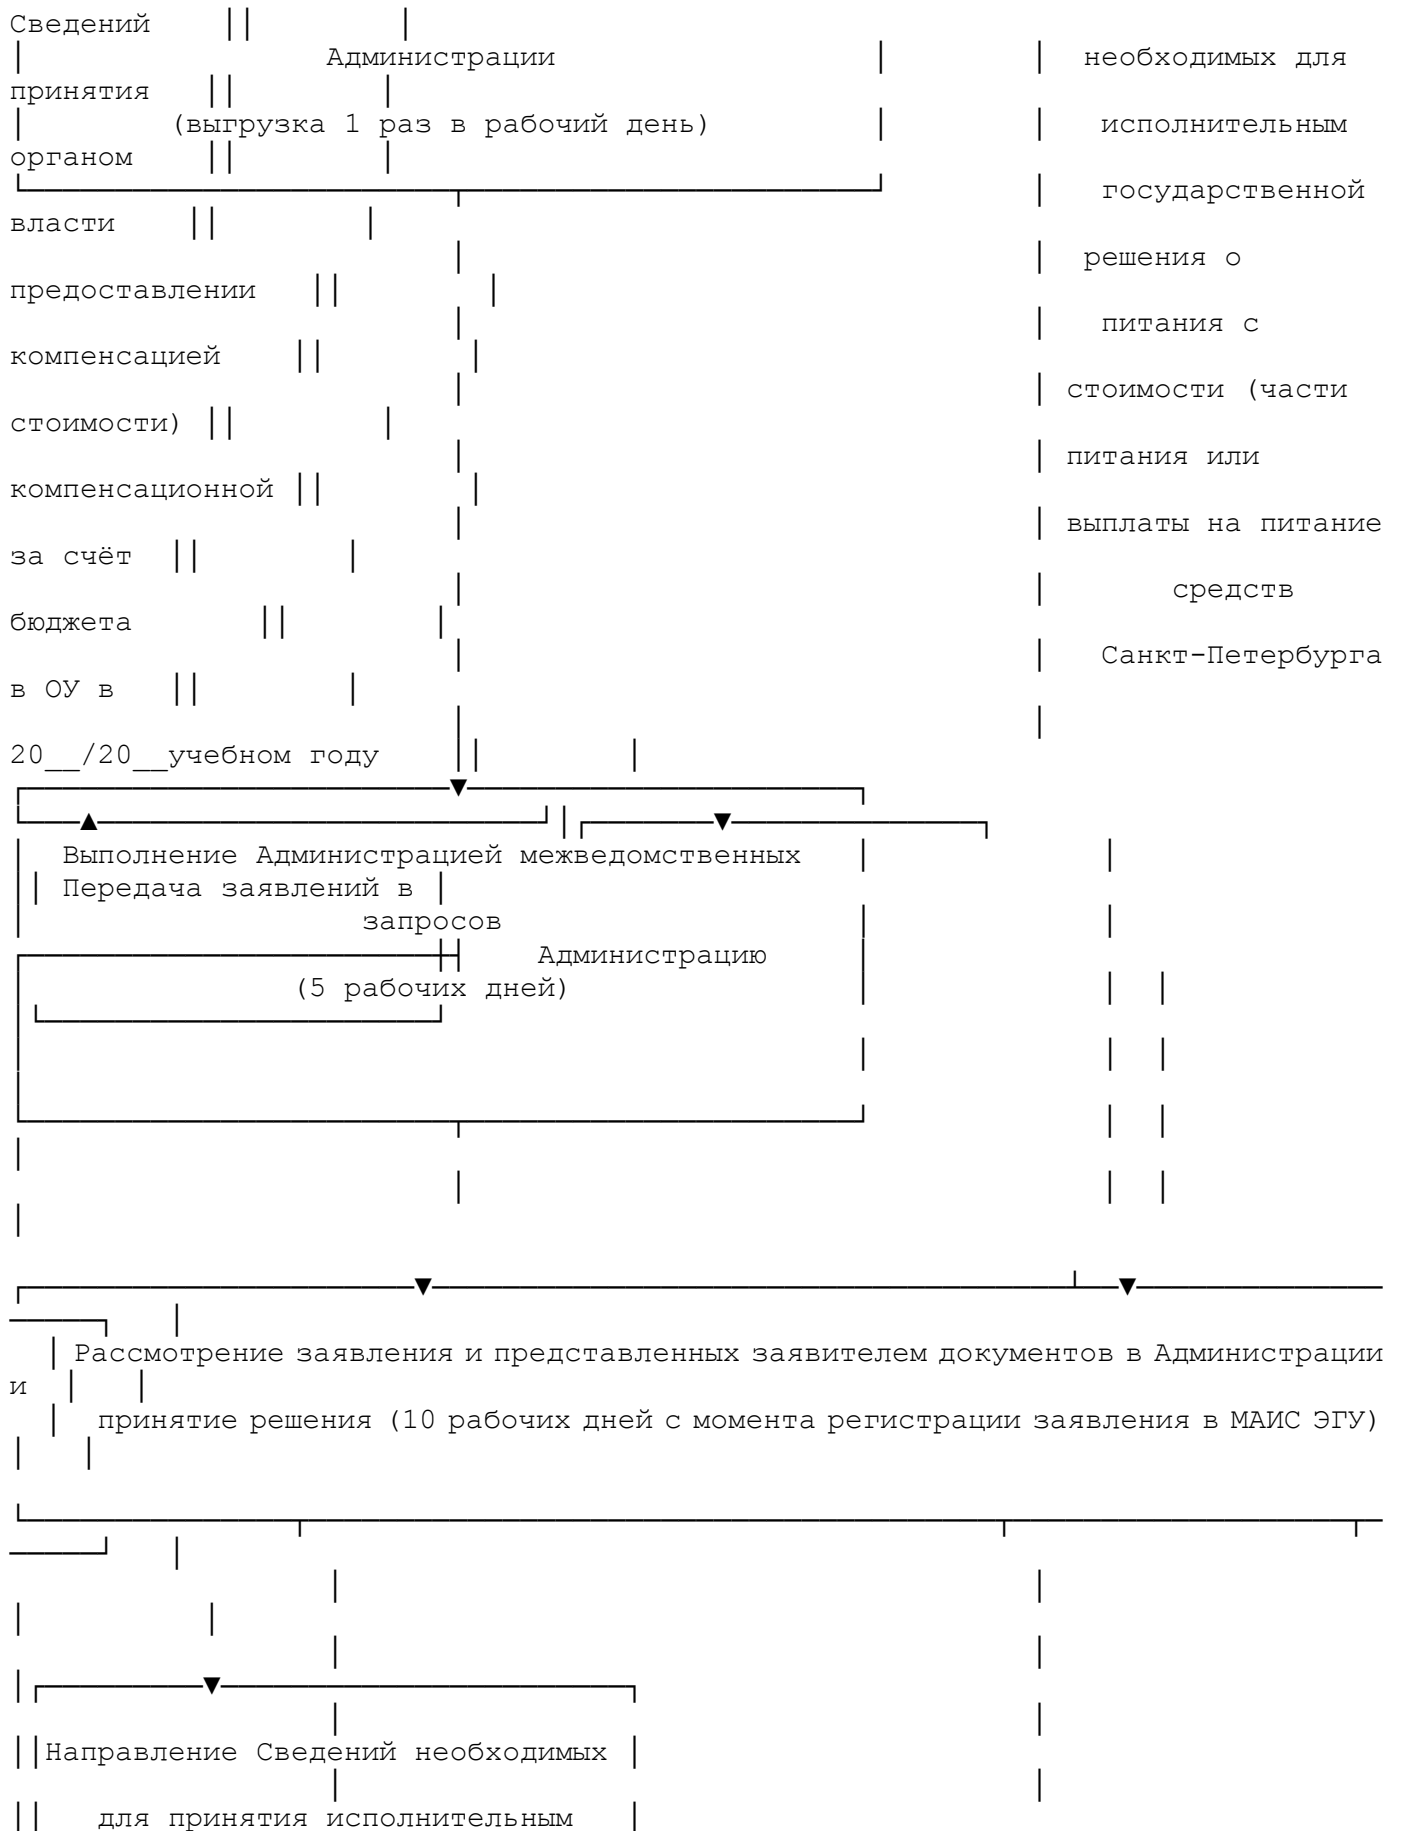 Сведений
Администрации необходимых для
принятия
(выгрузка 1 раз в рабочий день) исполнительным
органом
государственной
власти
решения о
предоставлении
питания с
компенсацией
стоимости (части
стоимости)
питания или
компенсационной
выплаты на питание
за счёт
средств
бюджета
Санкт-Петербурга
в ОУ в
20__/20__учебном году
Выполнение Администрацией межведомственных
Передача заявлений в
запросов
Администрацию
(5 рабочих дней)
Рассмотрение заявления и представленных заявителем документов в Администрации
и
принятие решения (10 рабочих дней с момента регистрации заявления в МАИС ЭГУ)
Направление Сведений необходимых
для принятия исполнительным